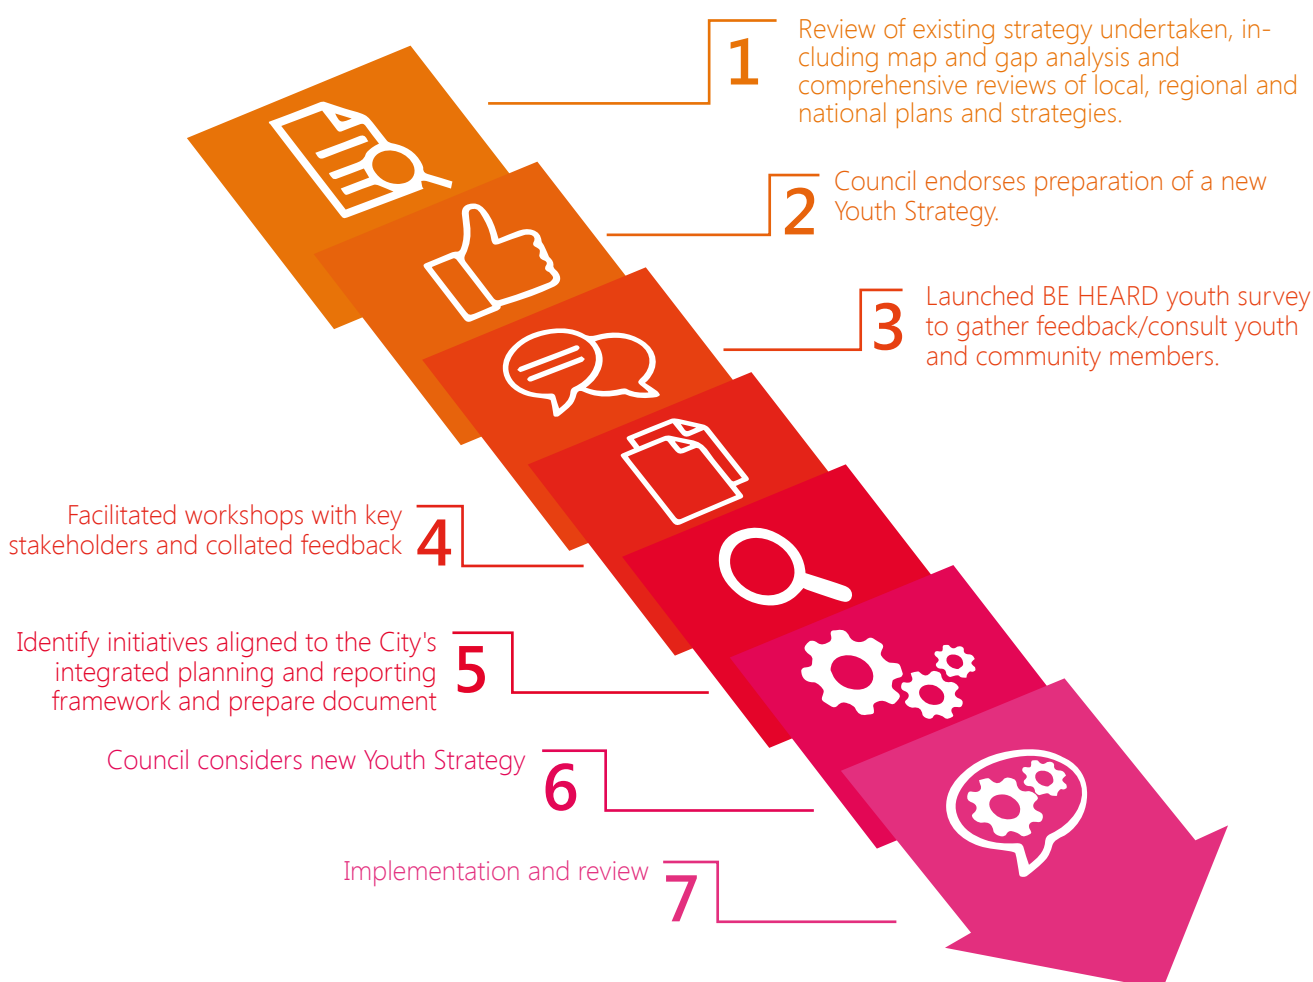 1
Review of existing strategy undertaken, in-
cluding map and gap analysis and
comprehensive reviews of local, regional and
national plans and strategies.
2
Council endorses preparation of a new
Youth Strategy.
3
Launched BE HEARD youth survey
to gather feedback/consult youth
and community members.
Facilitated workshops with key
stakeholders and collated feedback
4
Identify initiatives aligned to the City's
integrated planning and reporting
framework and prepare document
5
Council considers new Youth Strategy
6
Implementation and review
7